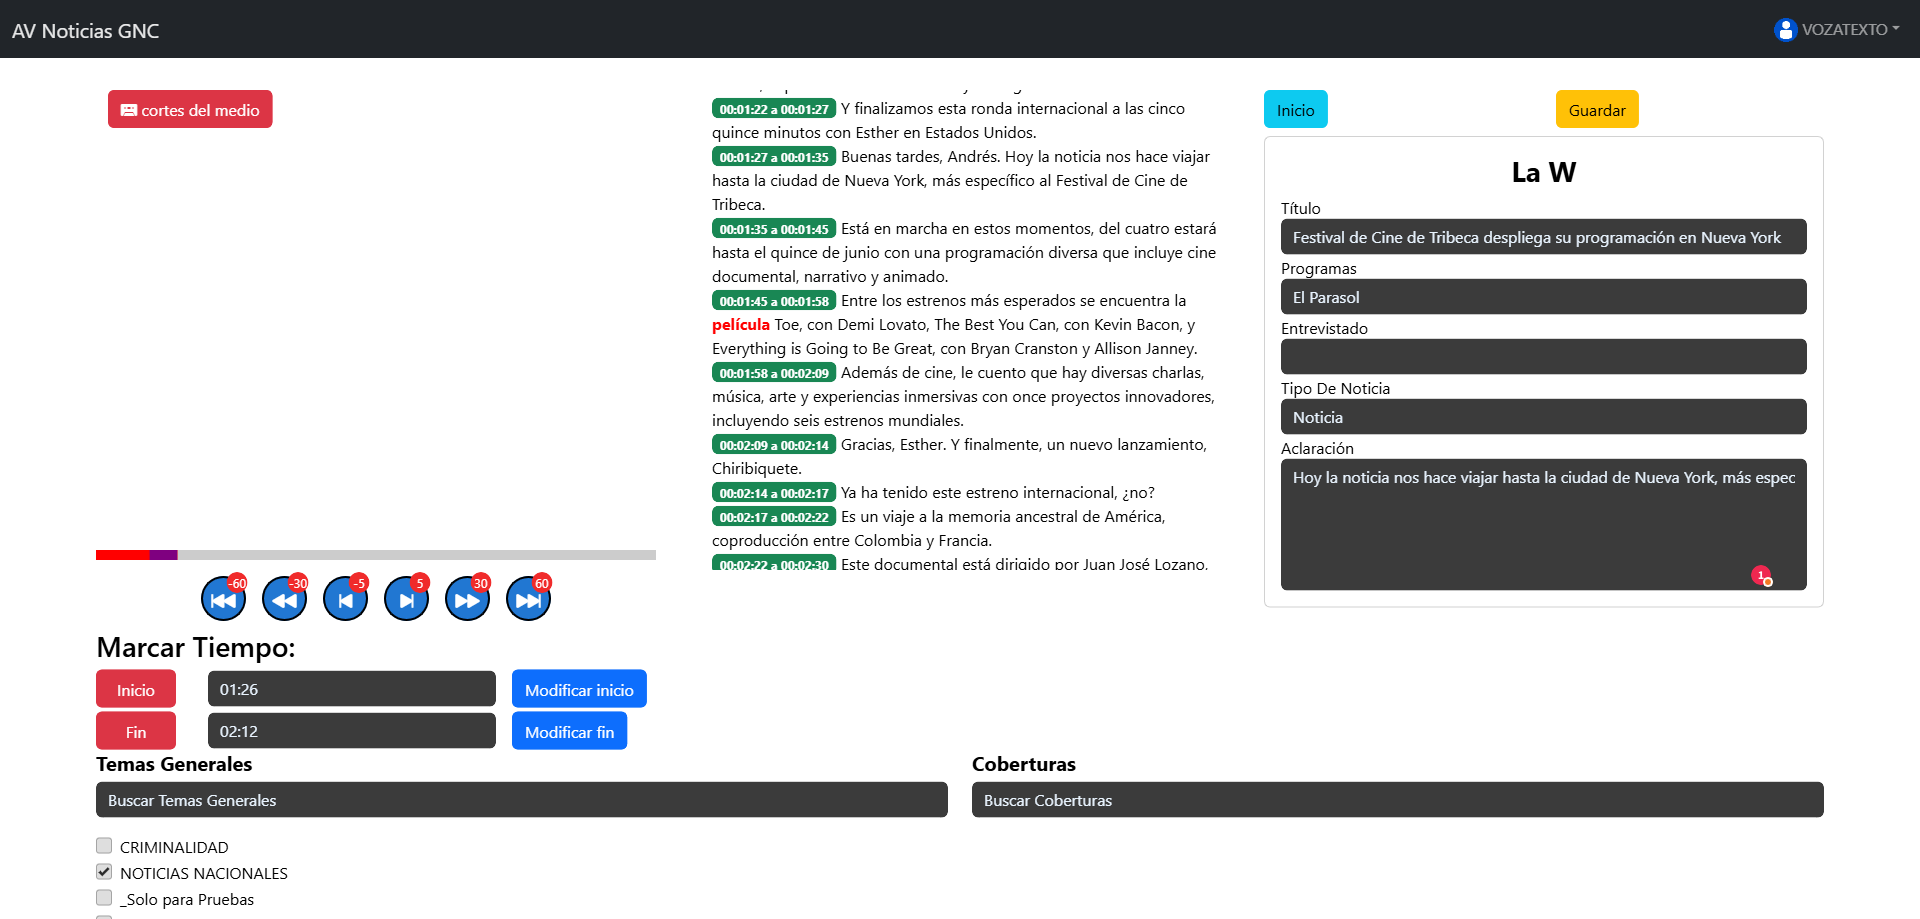 AV Noticias GNC
VOZATEXTO
cortes del medio
-60
-30
-5
5
30
60
Marcar Tiempo:
Inicio
01:26
Modificar inicio
Fin
02:12
Modificar fin
00:01:22 a 00:01:27 Y finalizamos esta ronda internacional a las cinco
quince minutos con Esther en Estados Unidos.
00:01:27 a 00:01:35 Buenas tardes, Andrés. Hoy la noticia nos hace viajar
hasta la ciudad de Nueva York, más específico al Festival de Cine de
Tribeca.
00:01:35 a 00:01:45 Está en marcha en estos momentos, del cuatro estará
hasta el quince de junio con una programación diversa que incluye cine
documental, narrativo y animado.
00:01:45 a 00:01:58 Entre los estrenos más esperados se encuentra la
película Toe, con Demi Lovato, The Best You Can, con Kevin Bacon, y
Everything is Going to Be Great, con Bryan Cranston y Allison Janney.
00:01:58 a 00:02:09 Además de cine, le cuento que hay diversas charlas,
música, arte y experiencias inmersivas con once proyectos innovadores,
incluyendo seis estrenos mundiales.
00:02:09 a 00:02:14 Gracias, Esther. Y finalmente, un nuevo lanzamiento,
Chiribiquete.
00:02:14 a 00:02:17 Ya ha tenido este estreno internacional, ¿no?
00:02:17 a 00:02:22 Es un viaje a la memoria ancestral de América,
coproducción entre Colombia y Francia.
00:02:22 a 00:02:30 Este documental está dirigido por Juan José Lozano,
Inicio
Guardar
La W
Título
Festival de Cine de Tribeca despliega su programación en Nueva York
Programas
El Parasol
Entrevistado
Tipo De Noticia
Noticia
Aclaración
Hoy la noticia nos hace viajar hasta la ciudad de Nueva York, más espec
1
Temas Generales
Buscar Temas Generales
CRIMINALIDAD
NOTICIAS NACIONALES
_Solo para Pruebas
Coberturas
Buscar Coberturas